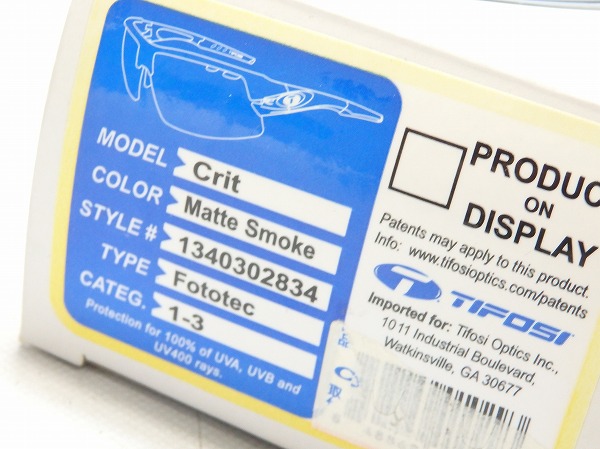 MODEL Crit
COLOR Matte Smoke
STYLE # 1340302834
TYPE Fototec
CATEG. 1-3
Protection for 100% of UVA, UVB and
UV400 rays.
PRODUC
ON
DISPLAY
Patents may apply to this product.
Info: www.tifosioptics.com/patents
TIFOSI
Imported for: Tifosi Optics Inc.,
1011 Industrial Boulevard,
Watkinsville, GA 30677